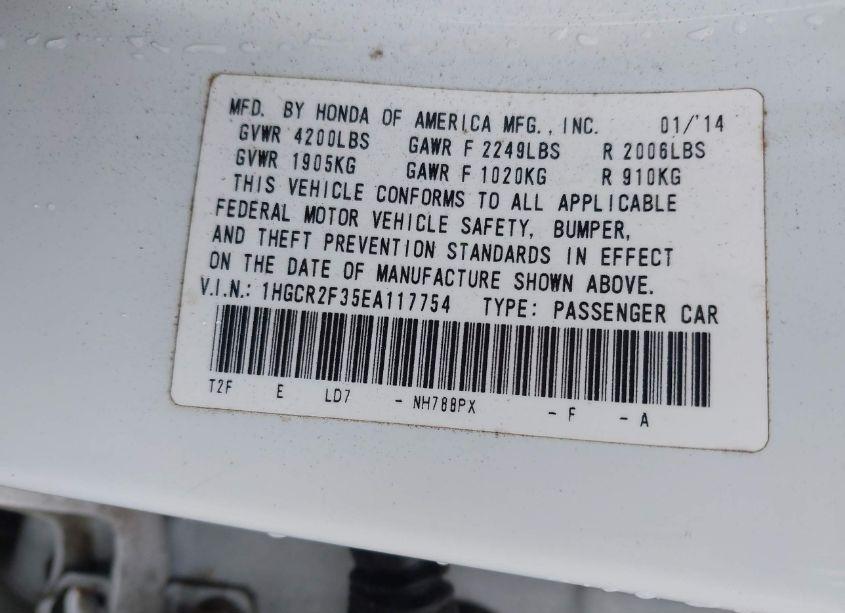 MFD. BY HONDA OF AMERICA MFG., INC. 01/'14
GVWR 4200LBS GAWR F 2249LBS R 2006LBS
GVWR 1905KG GAWR F 1020KG R 910KG
THIS VEHICLE CONFORMS TO ALL APPLICABLE
FEDERAL MOTOR VEHICLE SAFETY, BUMPER,
AND THEFT PREVENTION STANDARDS IN EFFECT
ON THE DATE OF MANUFACTURE SHOWN ABOVE.
V.I.N.: 1HGCR2F35EA117754 TYPE: PASSENGER CAR
T2F E LD7 - NH788PX - F - A